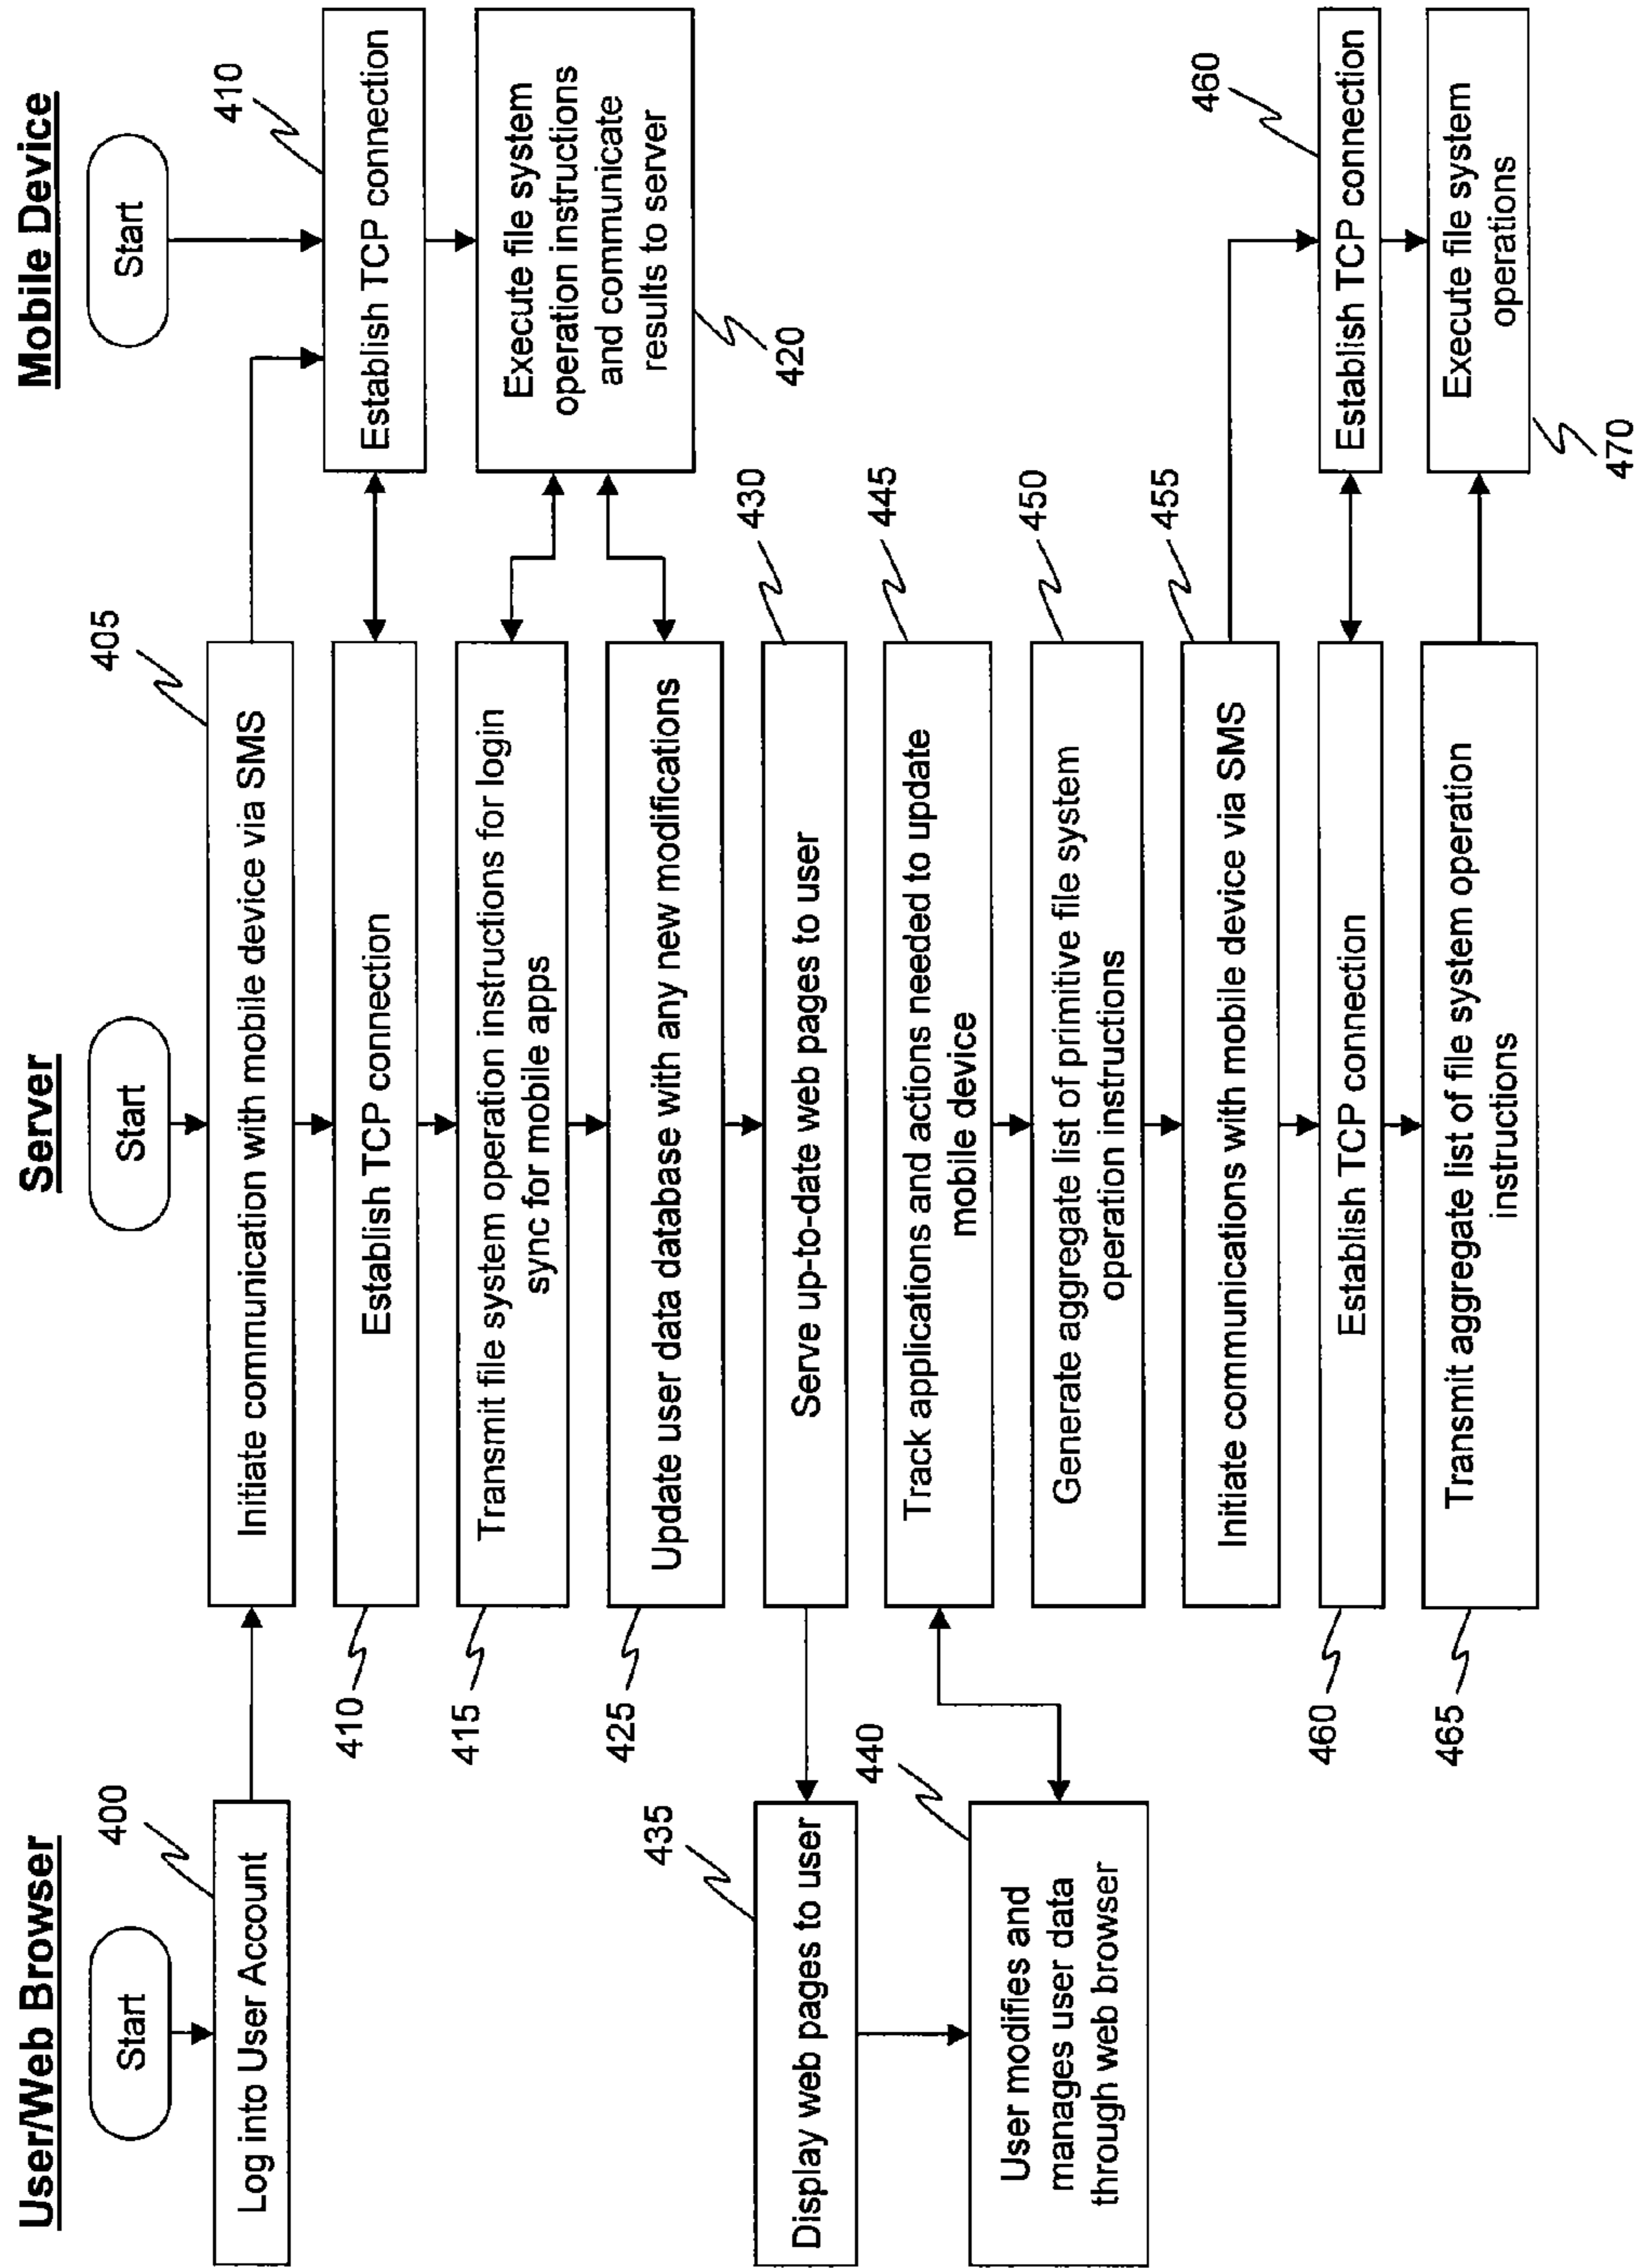 User/Web Browser
Start
400
Log into User Account
435
Display web pages to user
440
User modifies and
manages user data
through web browser
Server
Start
405
Initiate communication with mobile device via SMS
410
Establish TCP connection
415
Transmit file system operation instructions for login
sync for mobile apps
425
Update user data database with any new modifications
430
Serve up-to-date web pages to user
445
Track applications and actions needed to update
mobile device
450
Generate aggregate list of primitive file system
operation instructions
455
Initiate communications with mobile device via SMS
460
Establish TCP connection
465
Transmit aggregate list of file system operation
instructions
Mobile Device
Start
410
Establish TCP connection
Execute file system
operation instructions
and communicate
results to server
420
460
Establish TCP connection
Execute file system
operations
470